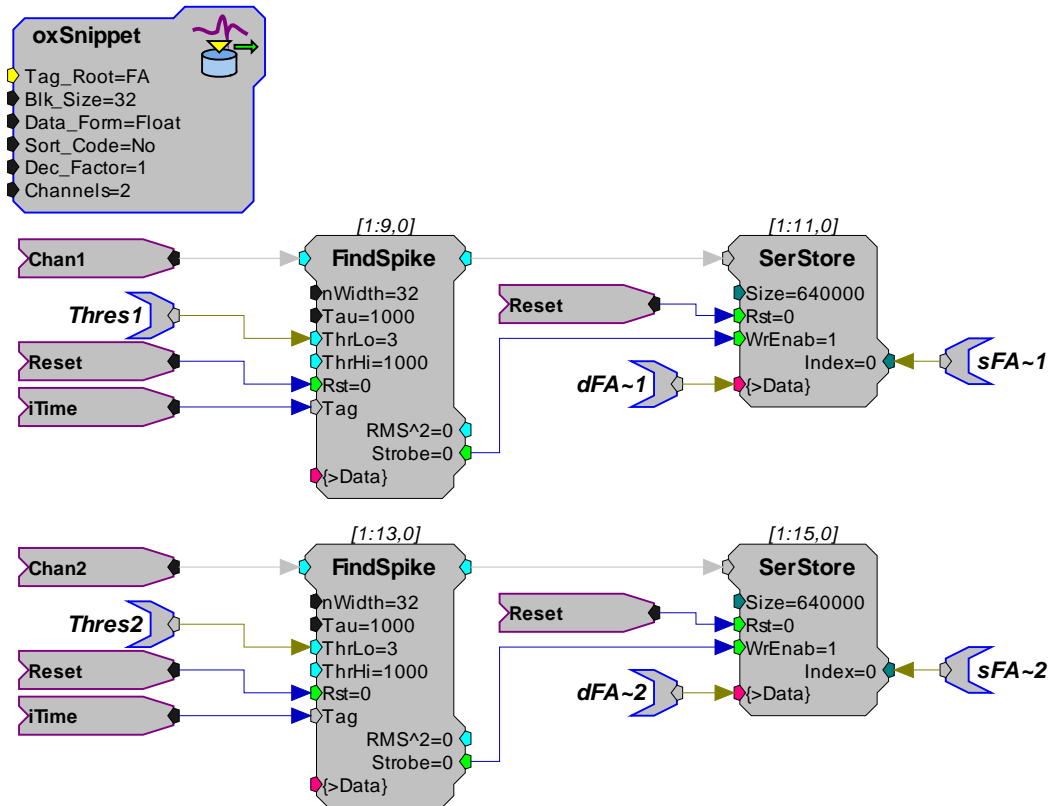 oxSnippet
Tag_Root=FA
Blk_Size=32
Data_Form=Float
Sort_Code=No
Dec_Factor=1
Channels=2
[1:9,0]
FindSpike
nWidth=32
Tau=1000
ThrLo=3
ThrHi=1000
Rst=0
Tag
RMS^2=0
Strobe=0
{>Data}
Chan1
Thres1
Reset
iTime
[1:11,0]
SerStore
Size=640000
Rst=0
WrEnab=1
Index=0
{>Data}
Reset
dFA~1
sFA~1
[1:13,0]
FindSpike
nWidth=32
Tau=1000
ThrLo=3
ThrHi=1000
Rst=0
Tag
RMS^2=0
Strobe=0
{>Data}
Chan2
Thres2
Reset
iTime
[1:15,0]
SerStore
Size=640000
Rst=0
WrEnab=1
Index=0
{>Data}
Reset
dFA~2
sFA~2